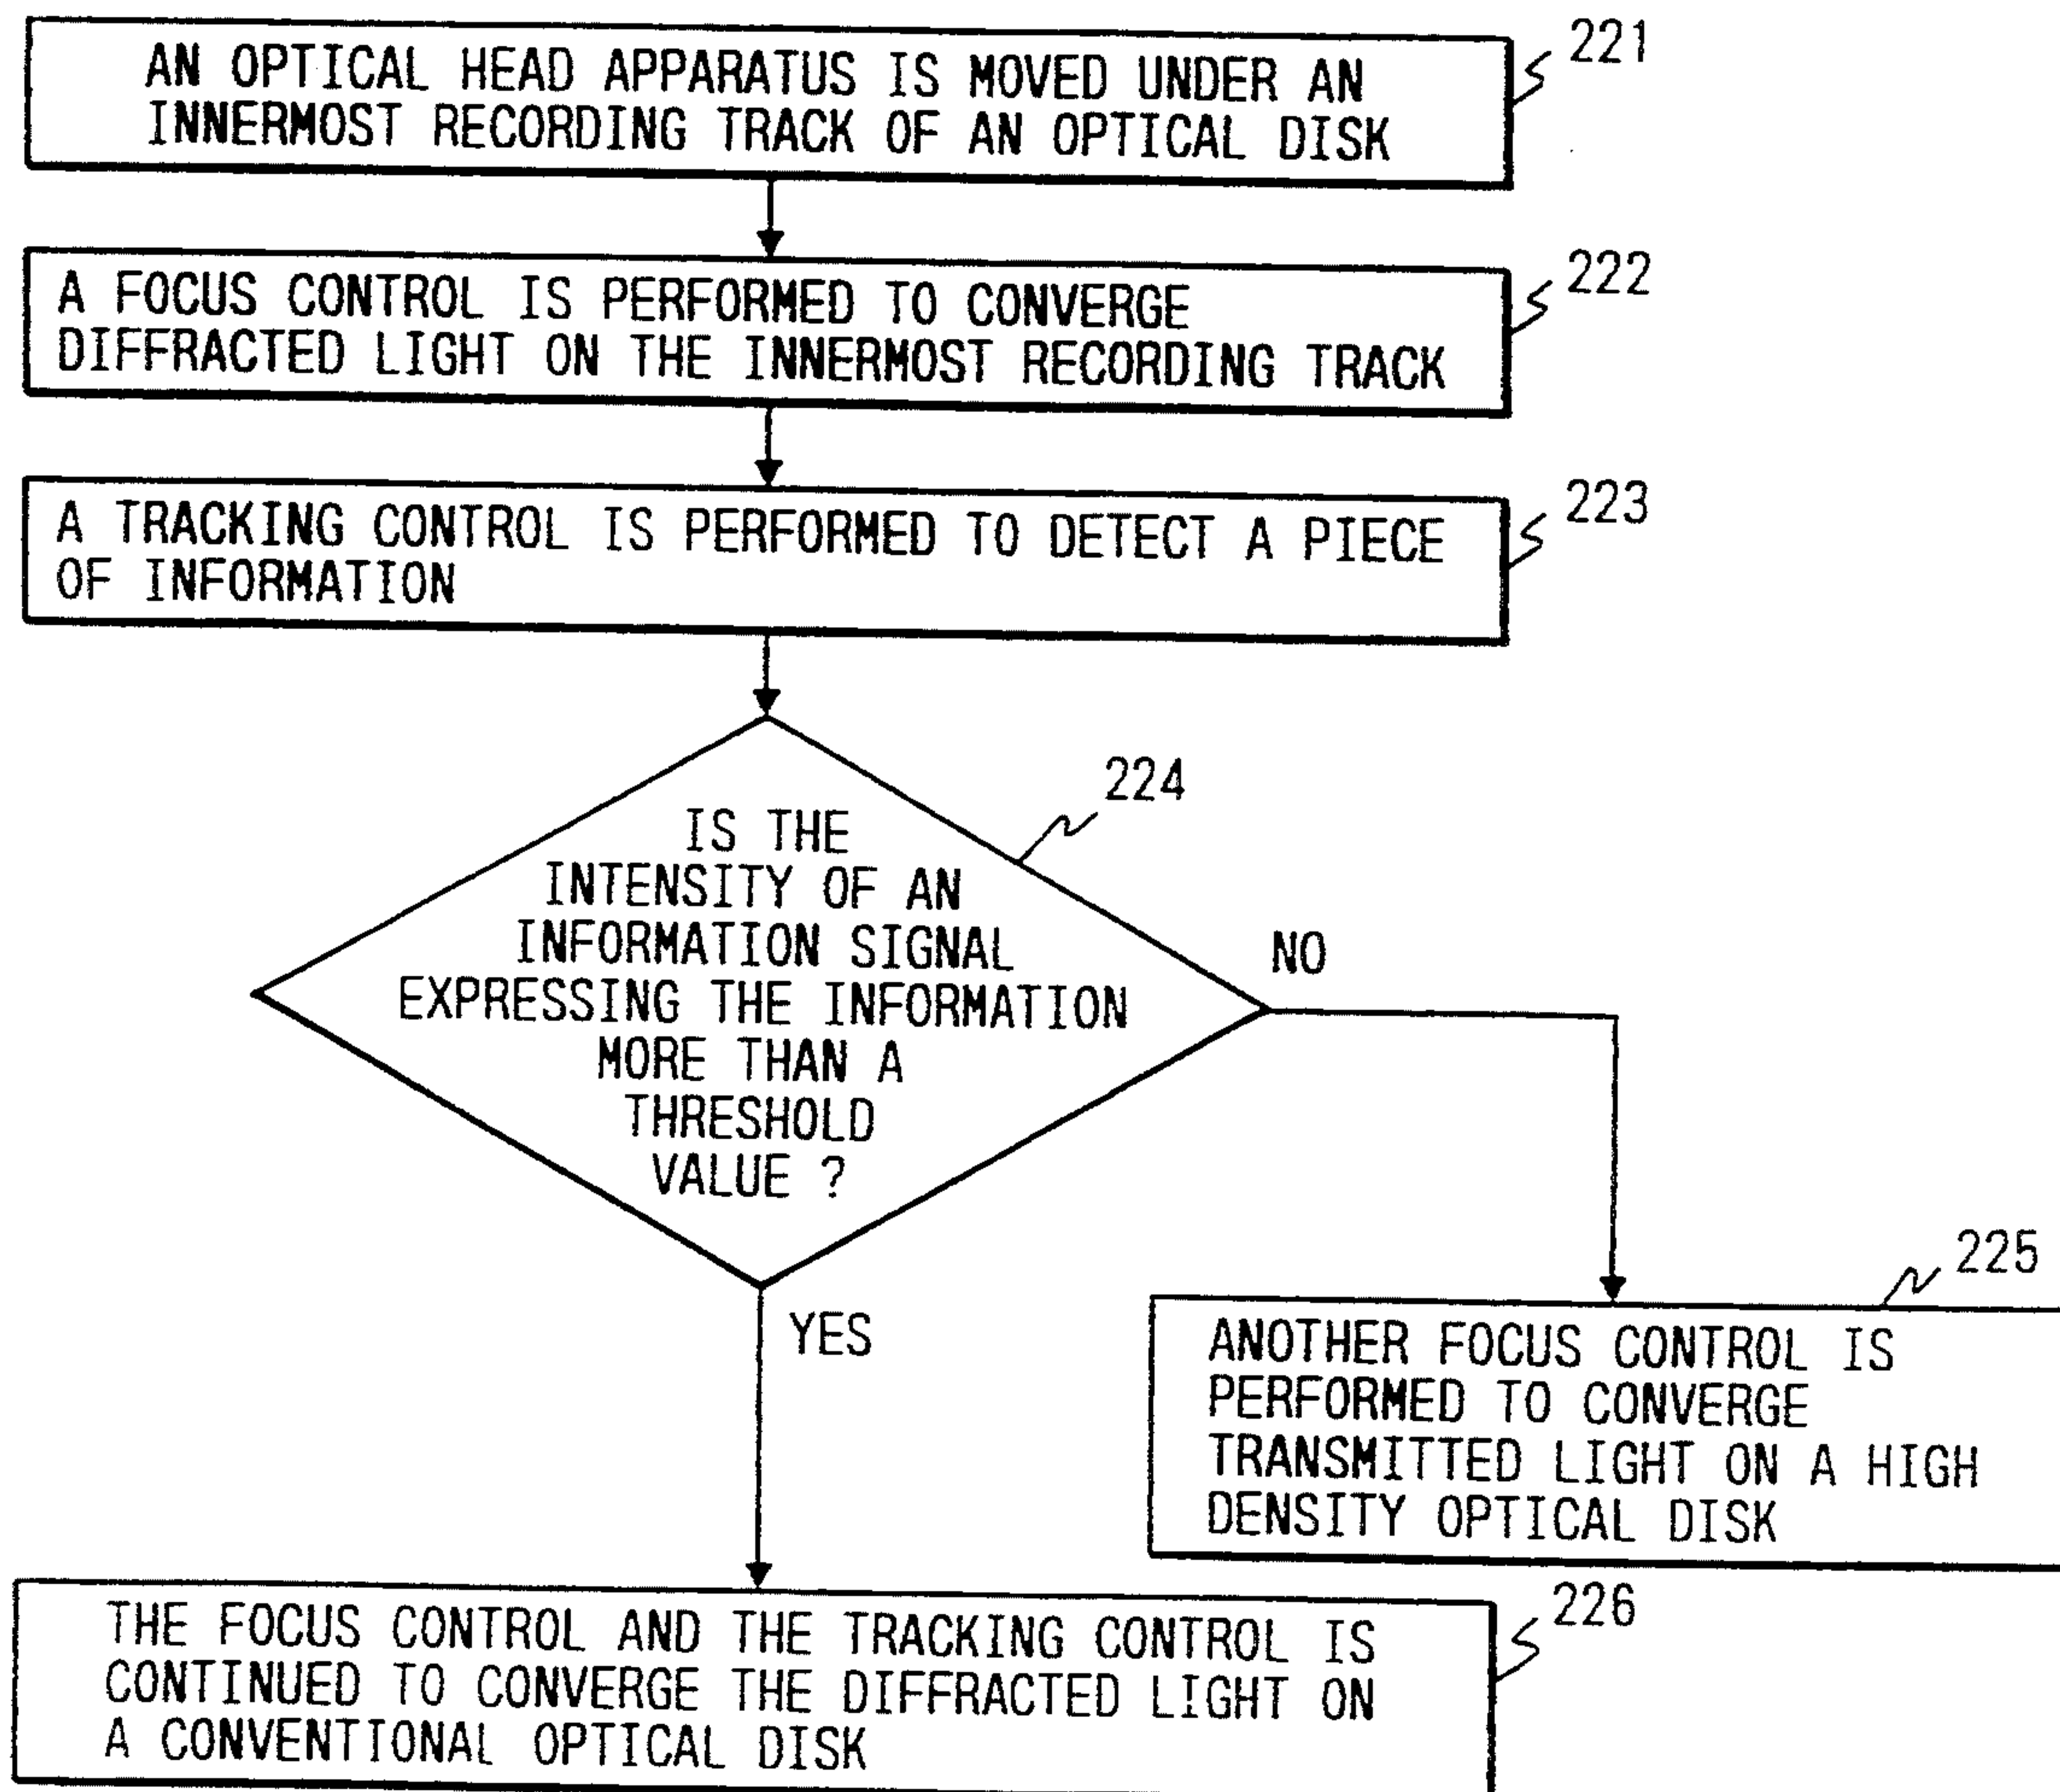 AN OPTICAL HEAD APPARATUS IS MOVED UNDER AN
INNERMOST RECORDING TRACK OF AN OPTICAL DISK
221
A FOCUS CONTROL IS PERFORMED TO CONVERGE
DIFFRACTED LIGHT ON THE INNERMOST RECORDING TRACK
222
A TRACKING CONTROL IS PERFORMED TO DETECT A PIECE
OF INFORMATION
223
224
IS THE
INTENSITY OF AN
INFORMATION SIGNAL
EXPRESSING THE INFORMATION
MORE THAN A
THRESHOLD
VALUE ?
NO
YES
225
ANOTHER FOCUS CONTROL IS
PERFORMED TO CONVERGE
TRANSMITTED LIGHT ON A HIGH
DENSITY OPTICAL DISK
226
THE FOCUS CONTROL AND THE TRACKING CONTROL IS
CONTINUED TO CONVERGE THE DIFFRACTED LIGHT ON
A CONVENTIONAL OPTICAL DISK